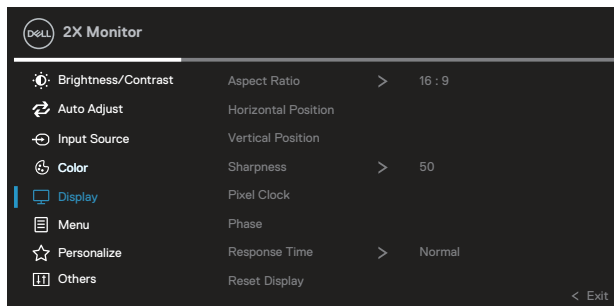 DELL 2X Monitor
Brightness/Contrast Aspect Ratio > 16 : 9
Auto Adjust Horizontal Position
Input Source Vertical Position
Color Sharpness > 50
Display Pixel Clock
Menu Phase
Personalize Response Time > Normal
Others Reset Display
< Exit